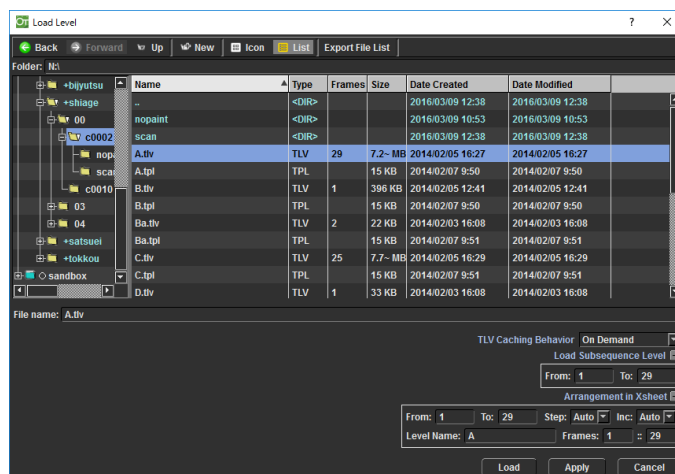 OT Load Level ?
Back Forward Up New Icon List Export File List
Folder: N:\
+bijyutsu
+shiage
00
c0002
nop
sca
c0010
03
04
+satsuei
+tokkou
sandbox
Name Type Frames Size Date Created Date Modified
.. <DIR> 2016/03/09 12:38 2016/03/09 12:38
nopaint <DIR> 2016/03/09 10:53 2016/03/09 10:53
scan <DIR> 2016/03/09 12:38 2016/03/09 12:38
A.tlv TLV 29 7.2~ MB 2014/02/05 16:27 2014/02/05 16:27
A.tpl TPL 15 KB 2014/02/07 9:50 2014/02/07 9:50
B.tlv TLV 1 396 KB 2014/02/05 12:41 2014/02/05 12:41
B.tpl TPL 15 KB 2014/02/07 9:50 2014/02/07 9:50
Ba.tlv TLV 2 22 KB 2014/02/03 16:08 2014/02/03 16:08
Ba.tpl TPL 15 KB 2014/02/07 9:51 2014/02/07 9:51
C.tlv TLV 25 7.7~ MB 2014/02/05 16:29 2014/02/05 16:29
C.tpl TPL 15 KB 2014/02/07 9:51 2014/02/07 9:51
D.tlv TLV 1 33 KB 2014/02/03 16:08 2014/02/03 16:08
File name: A.tlv
TLV Caching Behavior On Demand
Load Subsequence Level
From: 1 To: 29
Arrangement in Xsheet
From: 1 To: 29 Step: Auto Inc: Auto
Level Name: A Frames: 1 :: 29
Load Apply Cancel